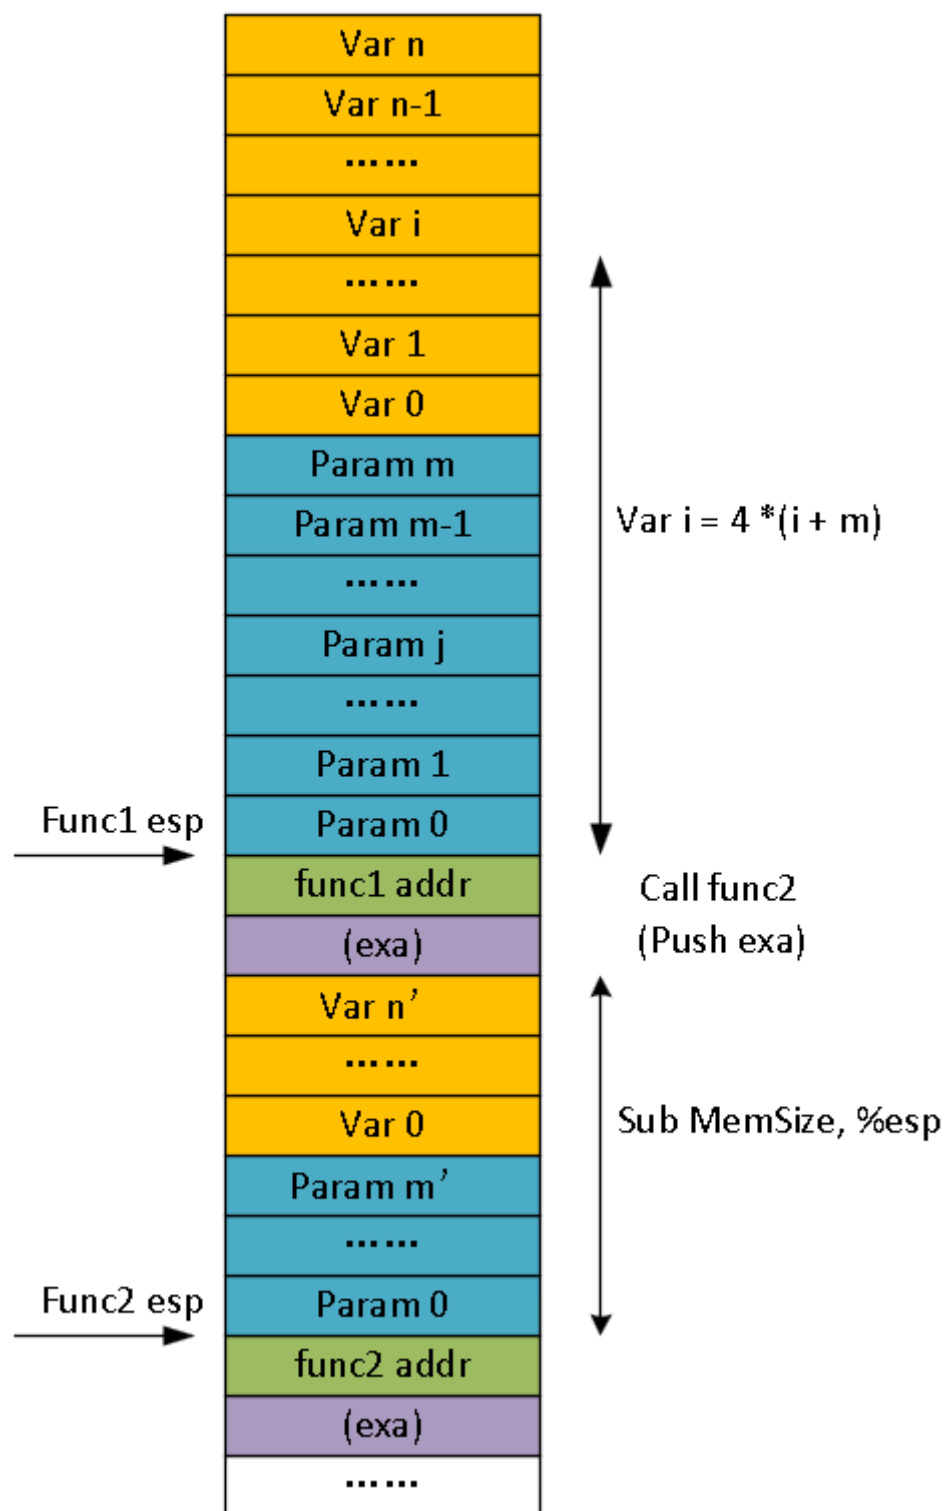 Var n
Var n-1
……
Var i
……
Var 1
Var 0
Param m
Param m-1
……
Param j
……
Param 1
Param 0
func1 addr
(exa)
Var n′
……
Var 0
Param m′
……
Param 0
func2 addr
(exa)
……
Func1 esp
Func2 esp
Var i = 4 *(i + m)
Call func2
(Push exa)
Sub MemSize, %esp